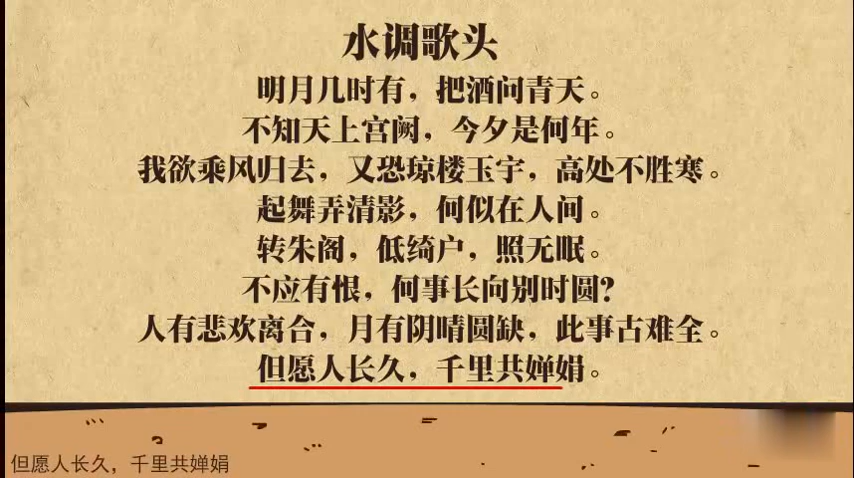 水调歌头
明月几时有，把酒问青天。
不知天上宫阙，今夕是何年。
我欲乘风归去，又恐琼楼玉宇，高处不胜寒。
起舞弄清影，何似在人间。
转朱阁，低绮户，照无眠。
不应有恨，何事长向别时圆？
人有悲欢离合，月有阴晴圆缺，此事古难全。
但愿人长久，千里共婵娟。
但愿人长久，千里共婵娟